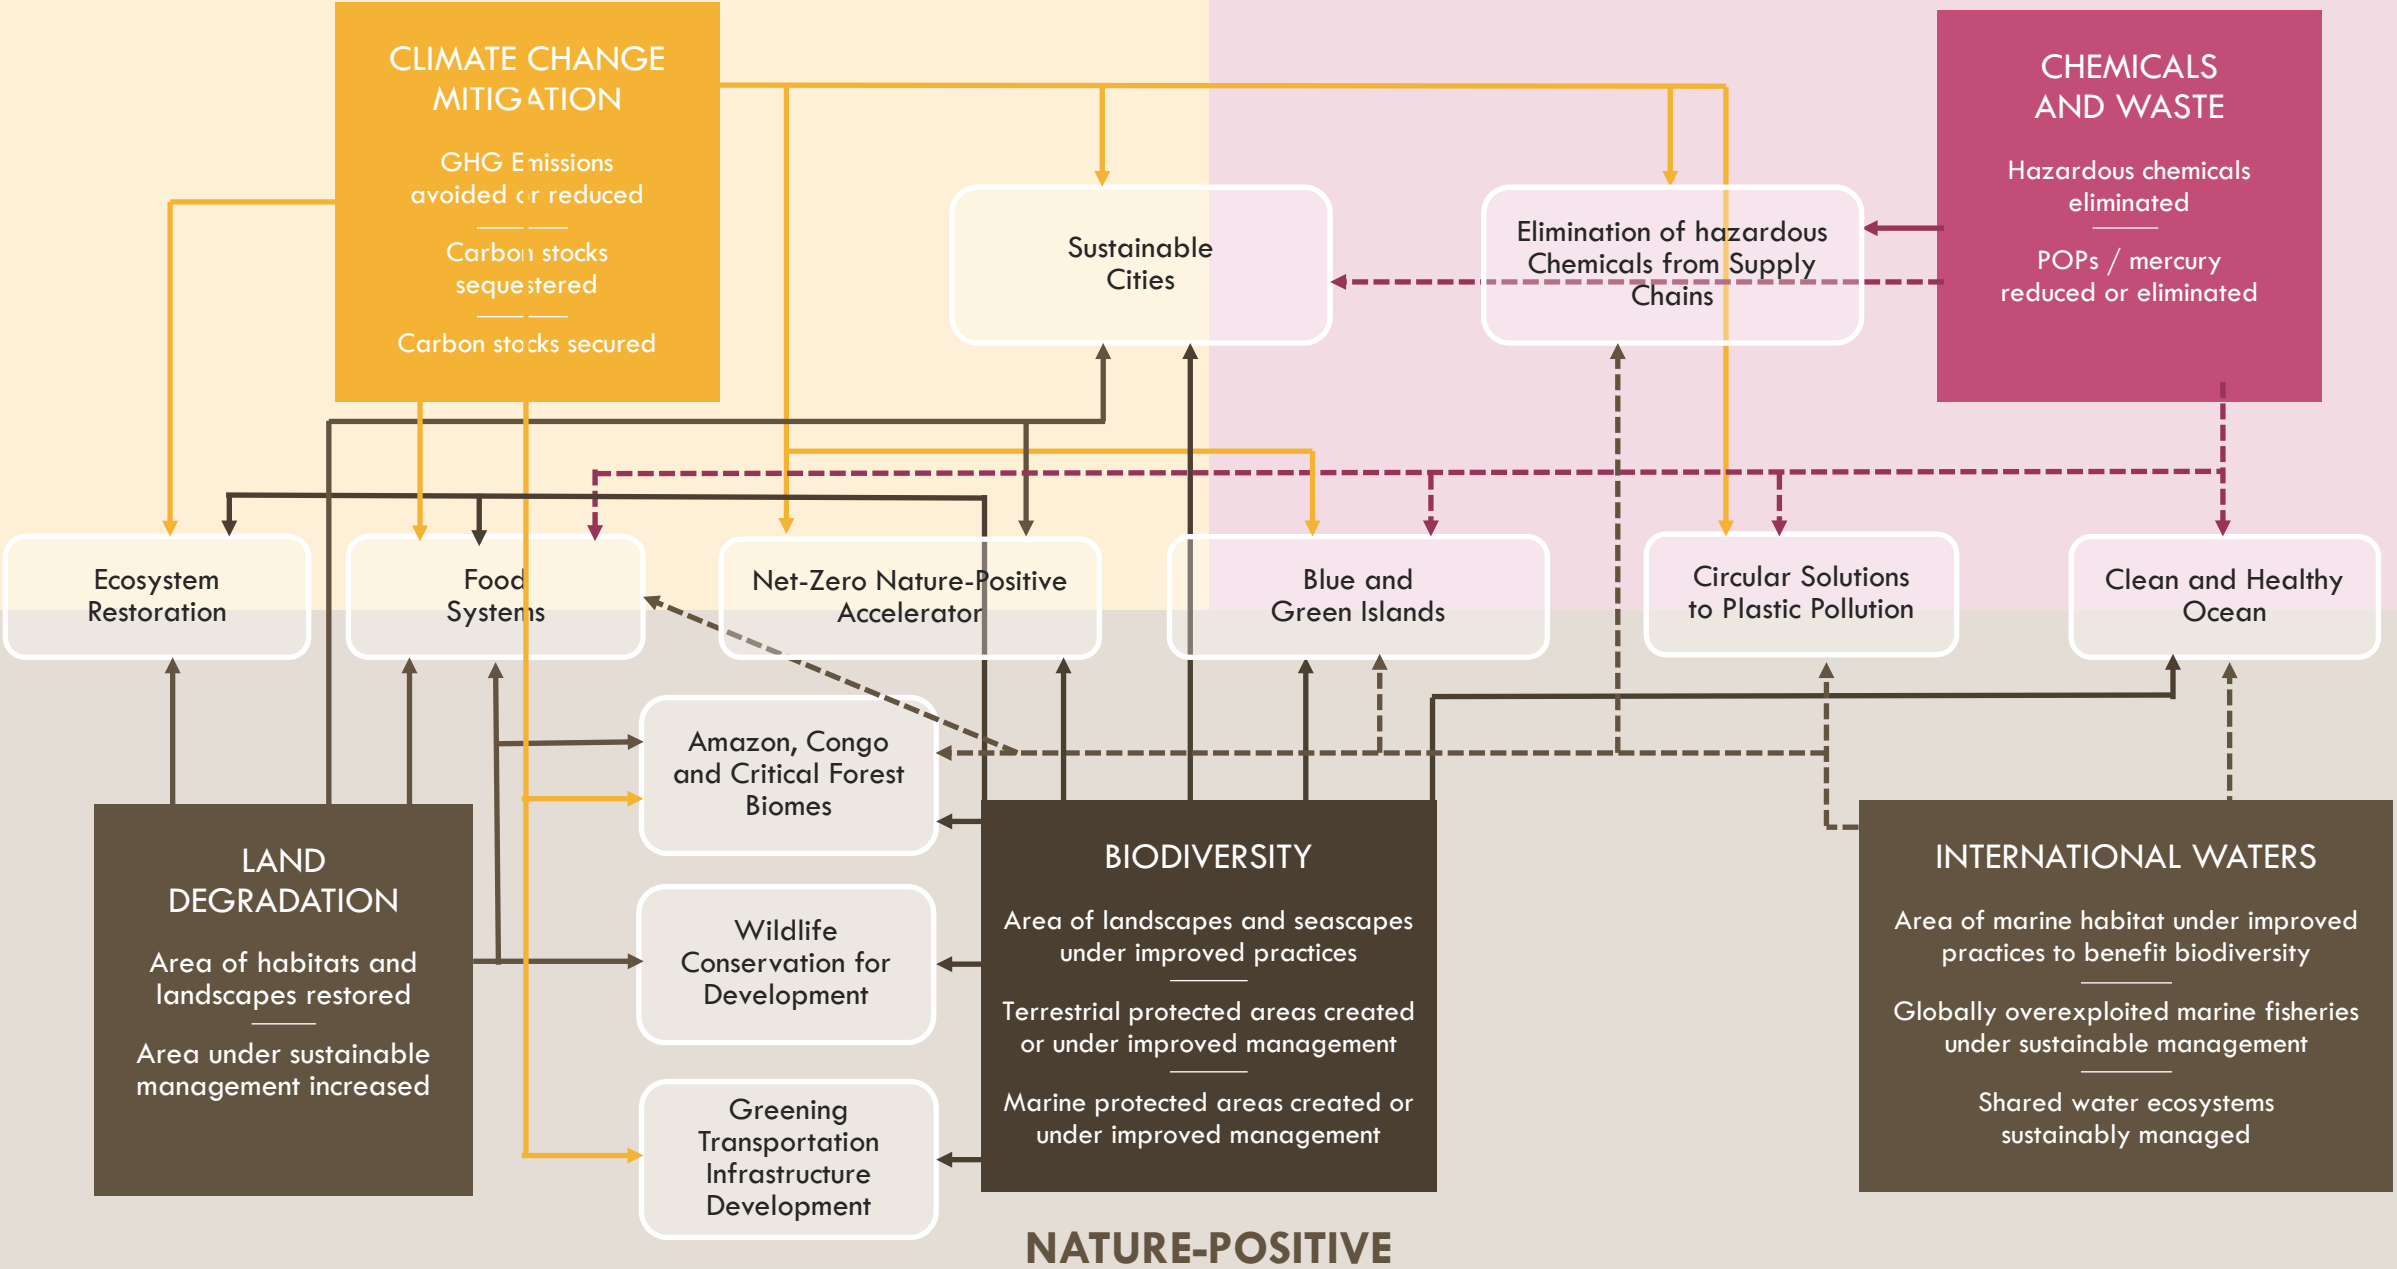 CLIMATE CHANGE
MITIGATION
GHG Emissions
avoided or reduced
Carbon stocks
sequestered
Carbon stocks secured
CHEMICALS
AND WASTE
Hazardous chemicals
eliminated
POPs / mercury
reduced or eliminated
Sustainable
Cities
Elimination of hazardous
Chemicals from Supply
Chains
Ecosystem
Restoration
Food
Systems
Net-Zero Nature-Positive
Accelerator
Blue and
Green Islands
Circular Solutions
to Plastic Pollution
Clean and Healthy
Ocean
Amazon, Congo
and Critical Forest
Biomes
Wildlife
Conservation for
Development
Greening
Transportation
Infrastructure
Development
LAND
DEGRADATION
Area of habitats and
landscapes restored
Area under sustainable
management increased
BIODIVERSITY
Area of landscapes and seascapes
under improved practices
Terrestrial protected areas created
or under improved management
Marine protected areas created or
under improved management
INTERNATIONAL WATERS
Area of marine habitat under improved
practices to benefit biodiversity
Globally overexploited marine fisheries
under sustainable management
Shared water ecosystems
sustainably managed
NATURE-POSITIVE